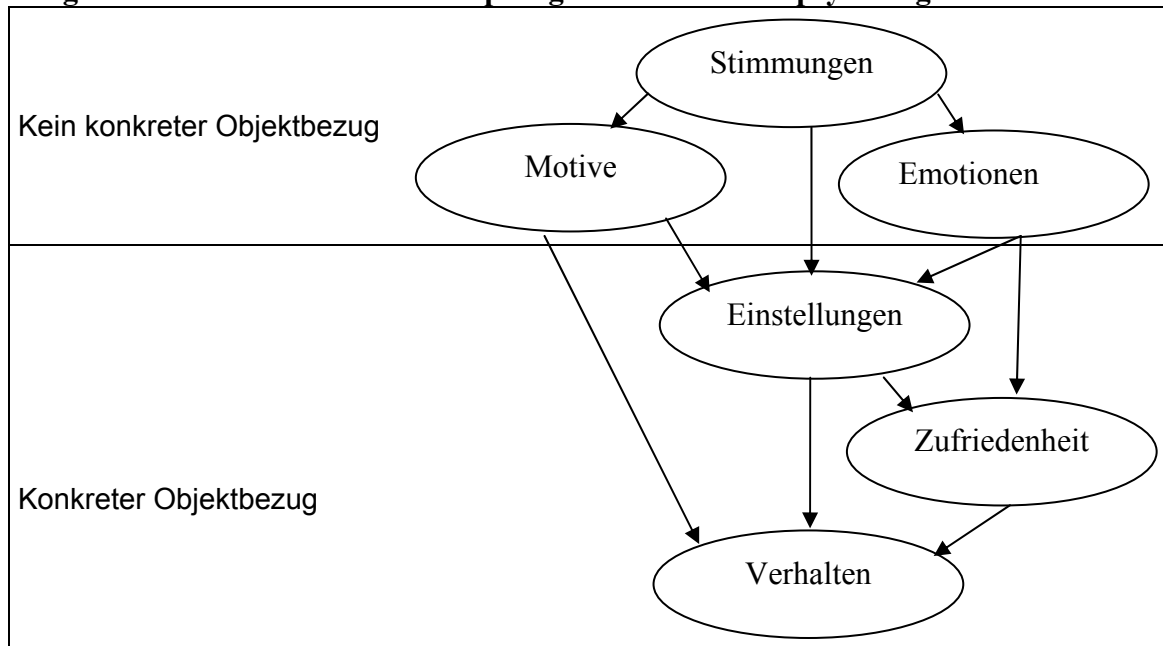 Stimmungen
Kein konkreter Objektbezug
Motive
Emotionen
Einstellungen
Zufriedenheit
Konkreter Objektbezug
Verhalten